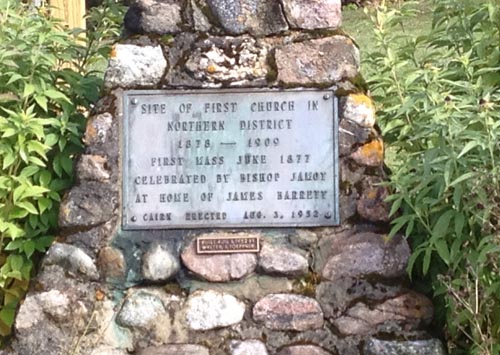 SITE OF FIRST CHURCH IN
NORTHERN DISTRICT
1878 — 1909
FIRST MASS JUNE 1877
CELEBRATED BY BISHOP JAMOT
AT HOME OF JAMES BARRETT
CAIRN ERECTED AUG. 3, 1952